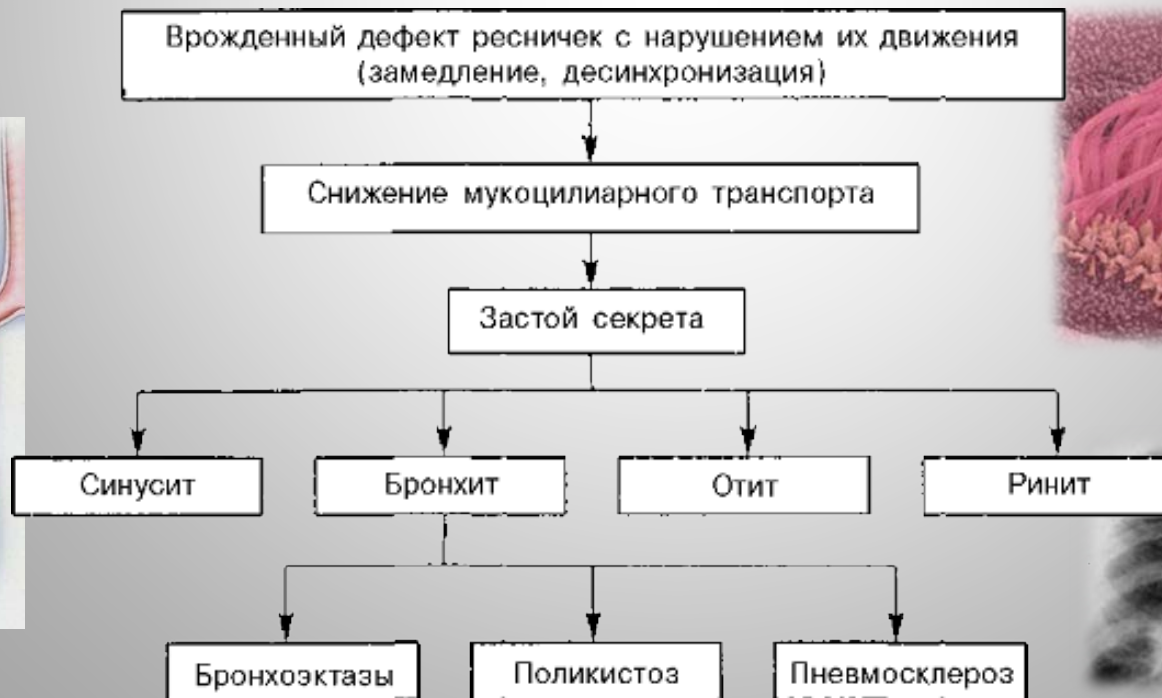 Врожденный дефект ресничек с нарушением их движения
(замедление, десинхронизация)
Снижение мукоцилиарного транспорта
Застой секрета
Синусит
Бронхит
Отит
Ринит
Бронхоэктазы
Поликистоз
Пневмосклероз